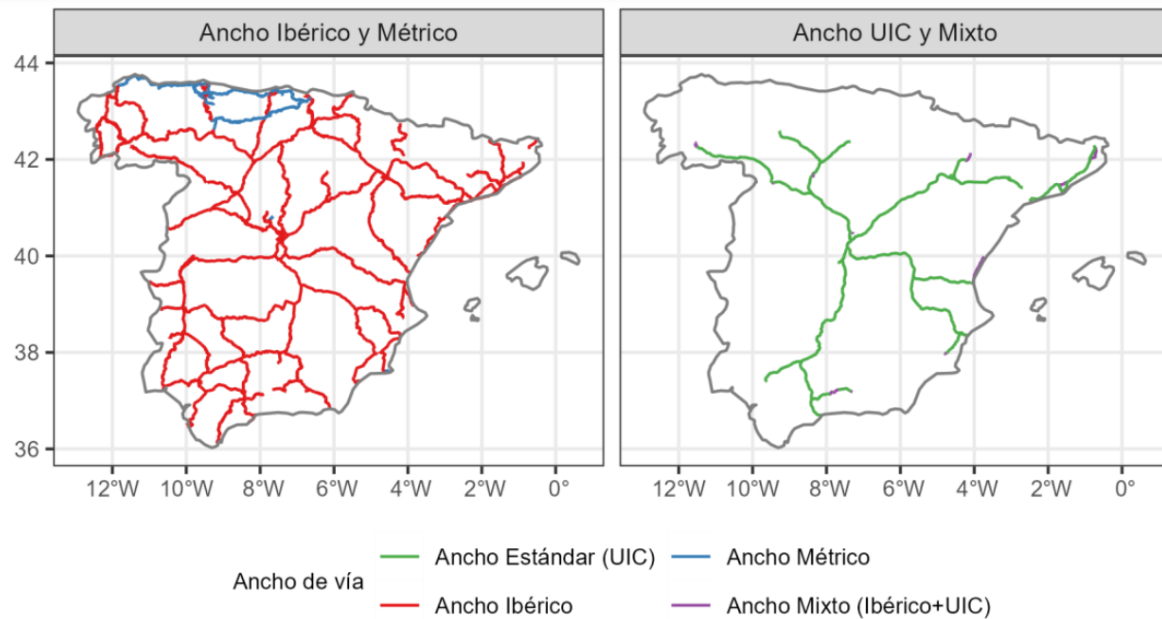 Ancho Ibérico y Métrico
Ancho UIC y Mixto
44
42
40
38
36
12°W 10°W 8°W 6°W 4°W 2°W 0°
12°W 10°W 8°W 6°W 4°W 2°W 0°
Ancho de vía
Ancho Estándar (UIC)
Ancho Métrico
Ancho Ibérico
Ancho Mixto (Ibérico+UIC)